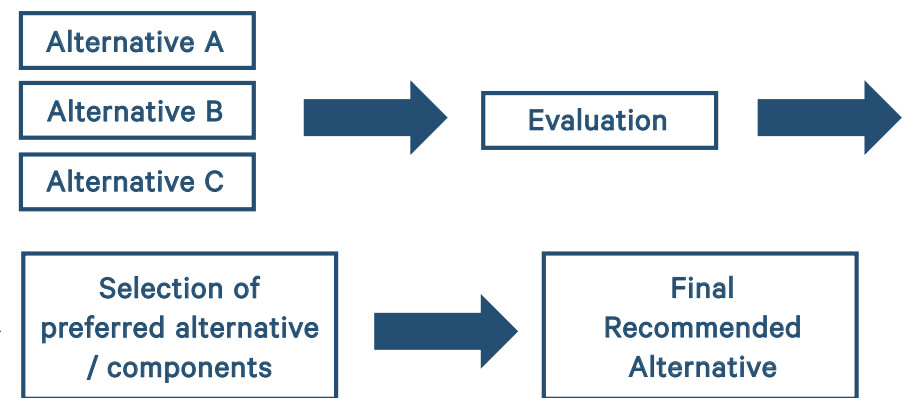 Alternative A
Alternative B
Alternative C
Evaluation
Selection of
preferred alternative
/ components
Final
Recommended
Alternative